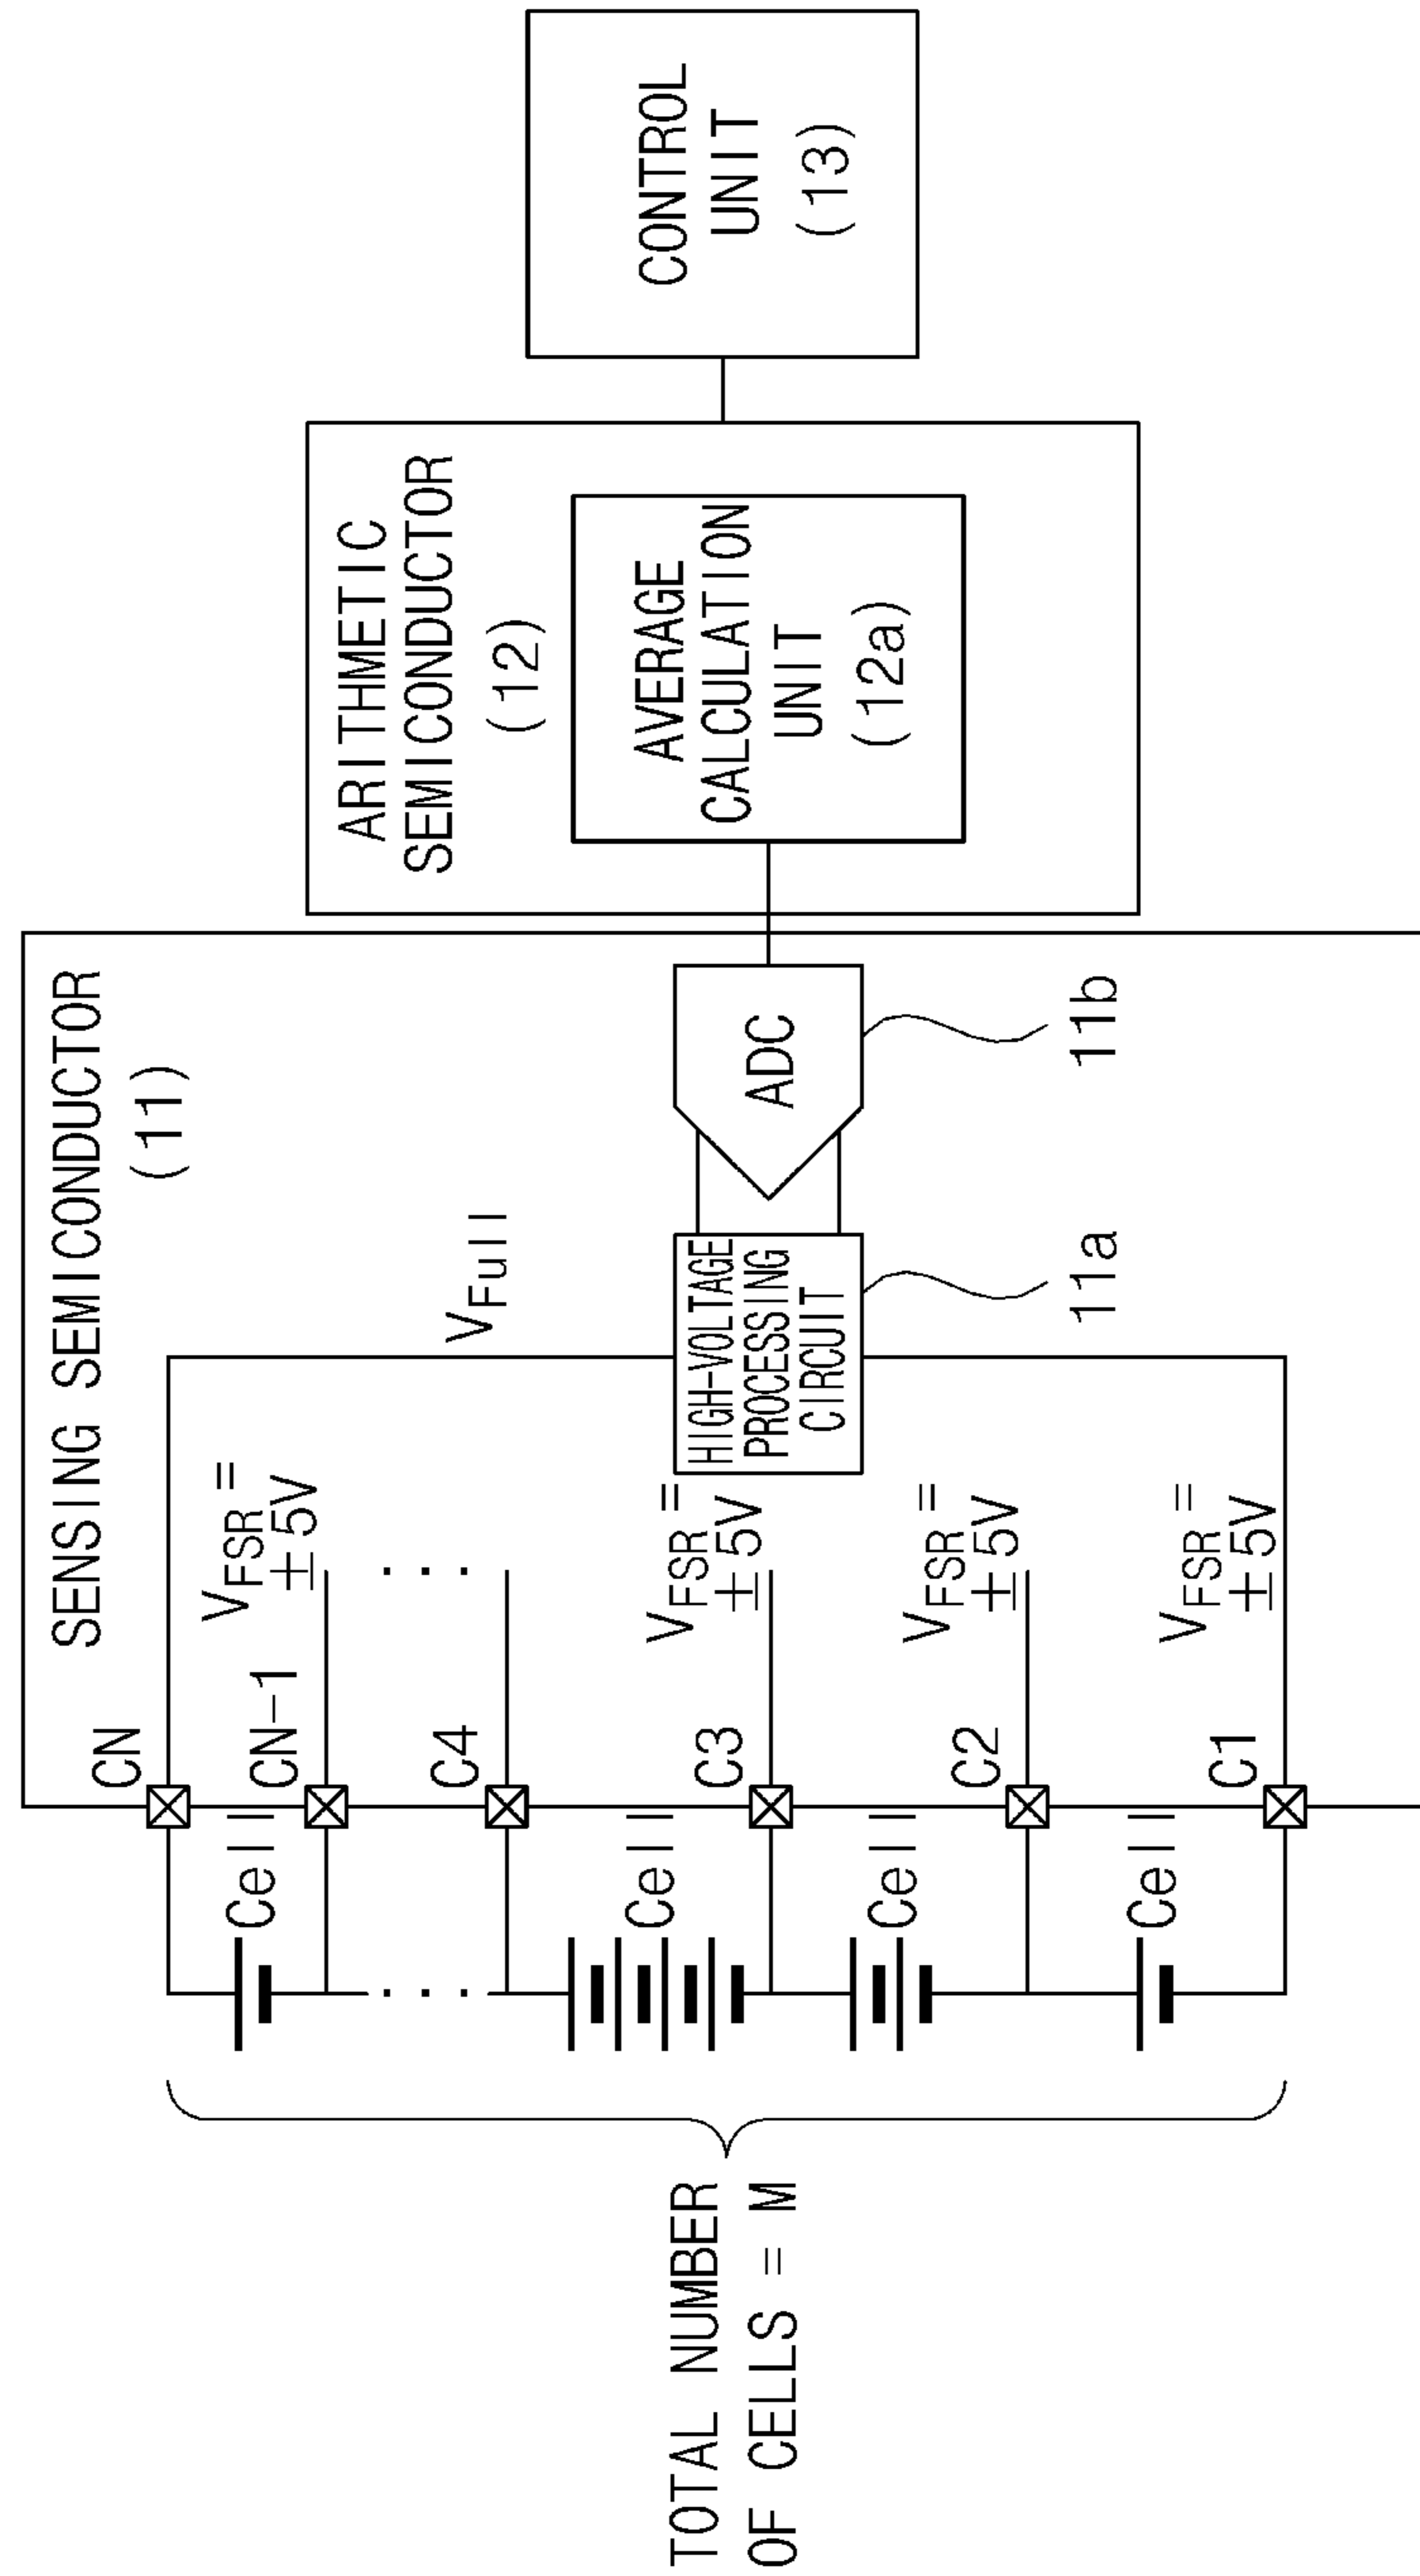 SENSING SEMICONDUCTOR
(11)
CN
VFSR=
±5V
Cell
CN-1
. . .
. . .
C4
VFull
Cell
C3
VFSR=
±5V
Cell
C2
VFSR=
±5V
Cell
C1
VFSR=
±5V
TOTAL NUMBER
OF CELLS = M
HIGH-VOLTAGE
PROCESSING
CIRCUIT
11a
ADC
11b
ARITHMETIC
SEMICONDUCTOR
(12)
AVERAGE
CALCULATION
UNIT
(12a)
CONTROL
UNIT
(13)